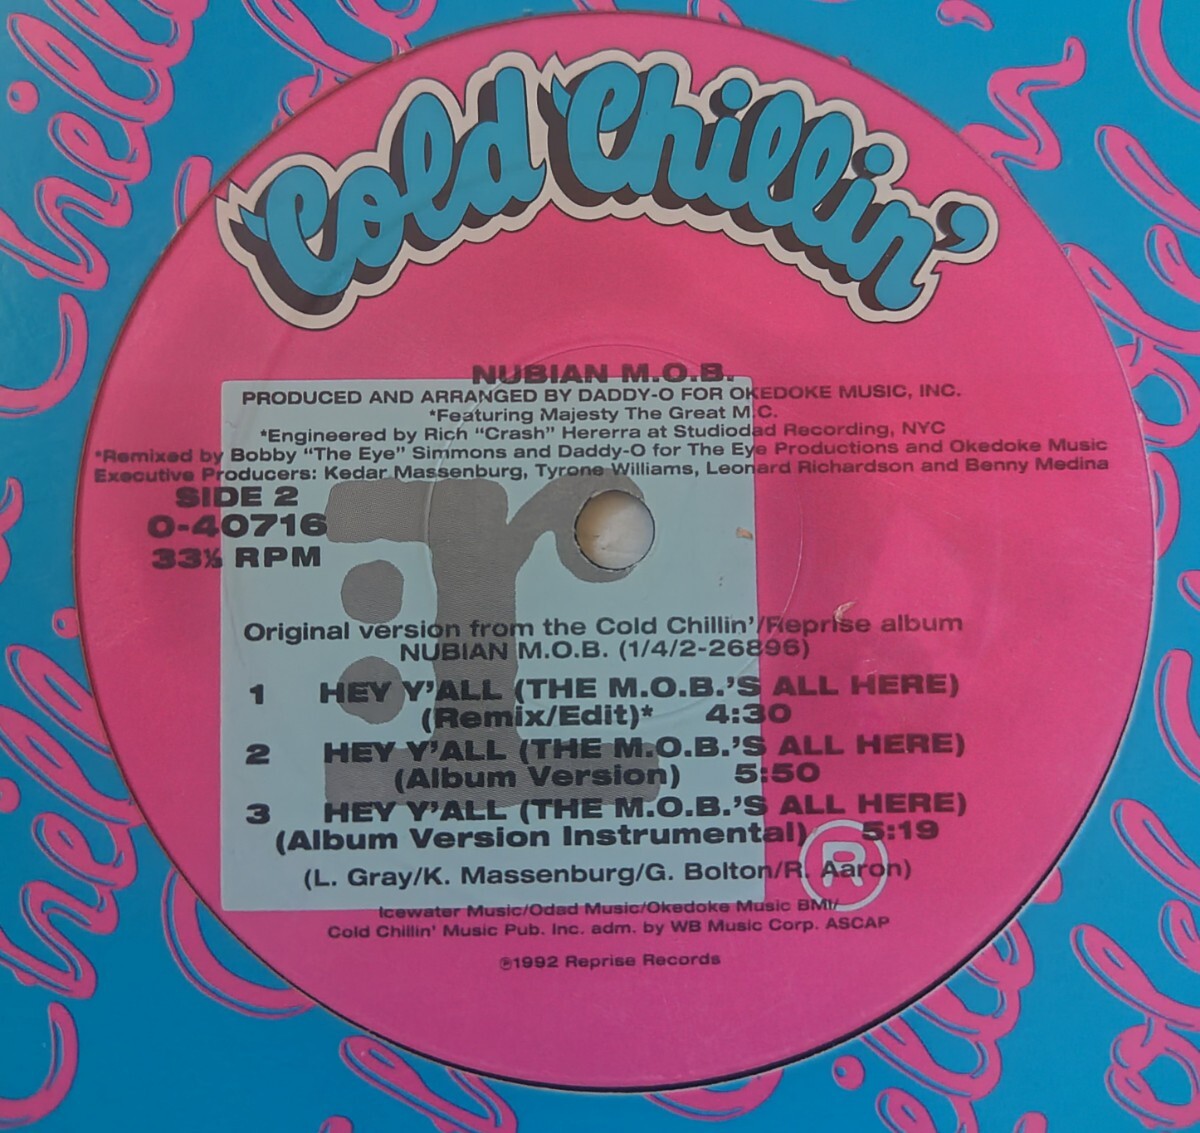 Cold Chillin'
NUBIAN M.O.B.
PRODUCED AND ARRANGED BY DADDY-O FOR OKEDOKE MUSIC, INC.
*Featuring Majesty The Great M.C.
*Engineered by Rich “Crash” Hererra at Studiodad Recording, NYC
*Remixed by Bobby “The Eye” Simmons and Daddy-O for The Eye Productions and Okedoke Music
Executive Producers: Kedar Massenburg, Tyrone Williams, Leonard Richardson and Benny Medina
SIDE 2
0-40716
33⅓ RPM
r:
Original version from the Cold Chillin’/Reprise album
NUBIAN M.O.B. (1/4/2-26896)
1 HEY Y’ALL (THE M.O.B.’S ALL HERE)
(Remix/Edit)* 4:30
2 HEY Y’ALL (THE M.O.B.’S ALL HERE)
(Album Version) 5:50
3 HEY Y’ALL (THE M.O.B.’S ALL HERE)
(Album Version Instrumental) 5:19
®
(L. Gray/K. Massenburg/G. Bolton/R. Aaron)
Icewater Music/Odad Music/Okedoke Music BMI/
Cold Chillin’ Music Pub. Inc. adm. by WB Music Corp. ASCAP
℗1992 Reprise Records